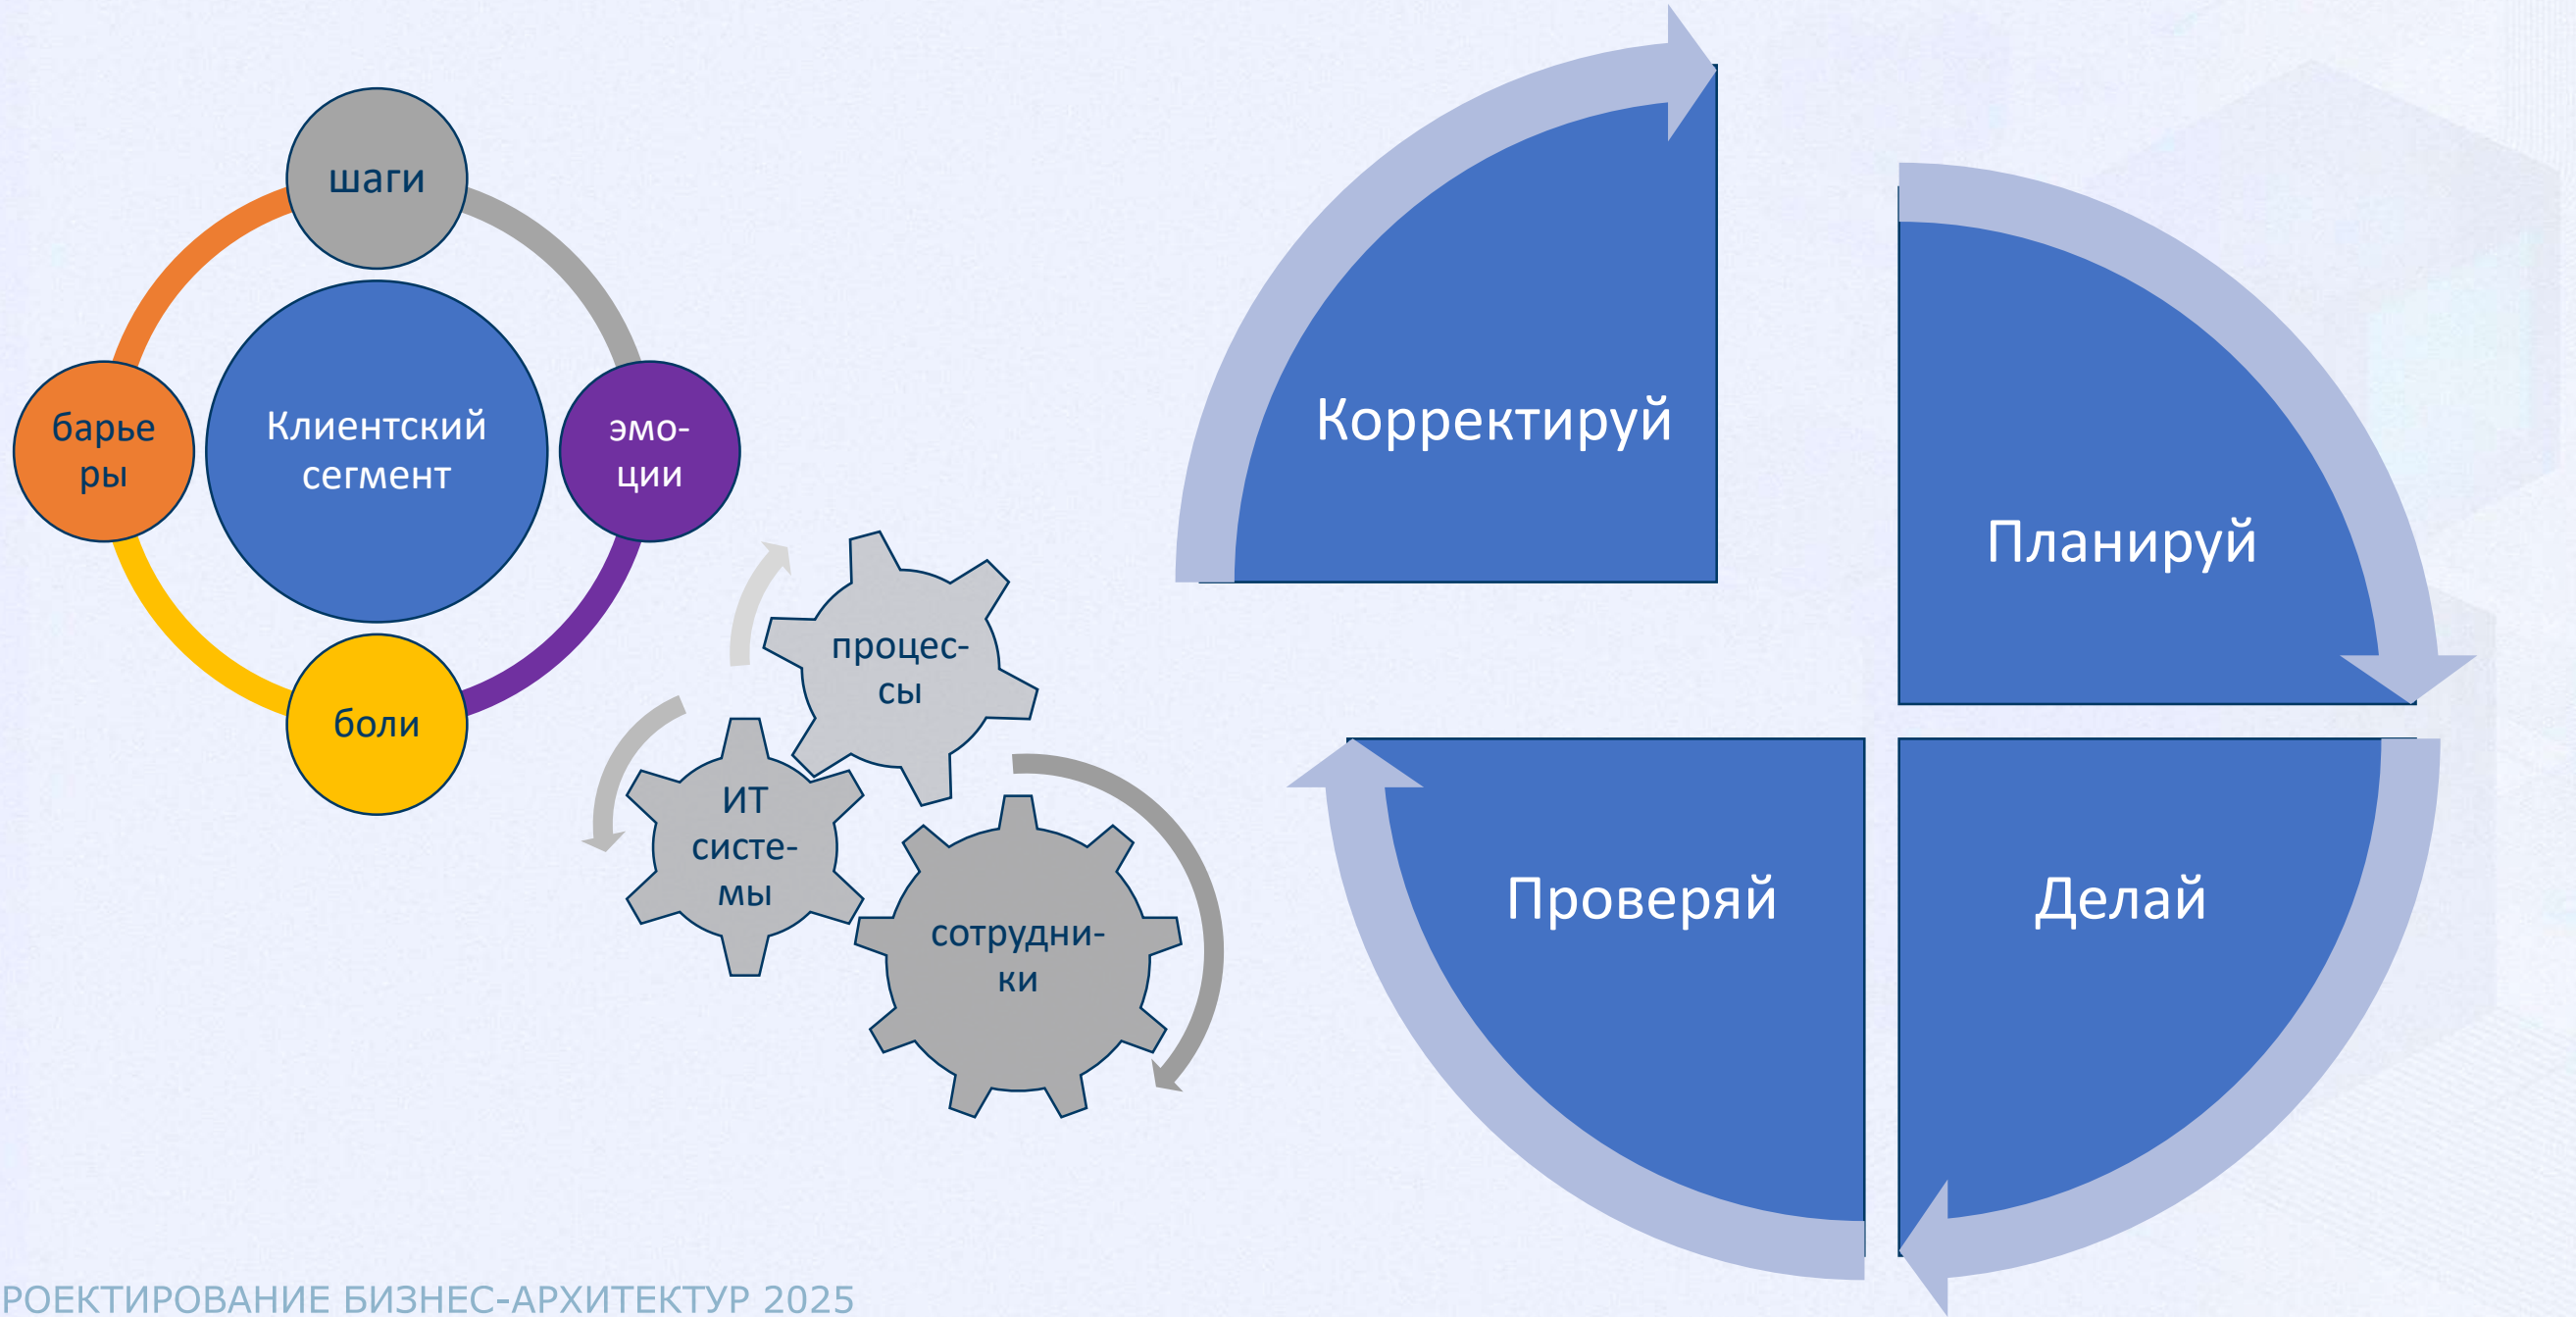 шаги
барье
ры
Клиентский
сегмент
эмо-
ции
боли
процес-
сы
ИТ
систе-
мы
сотрудни-
ки
Корректируй
Планируй
Проверяй
Делай
РОЕКТИРОВАНИЕ БИЗНЕС-АРХИТЕКТУР 2025